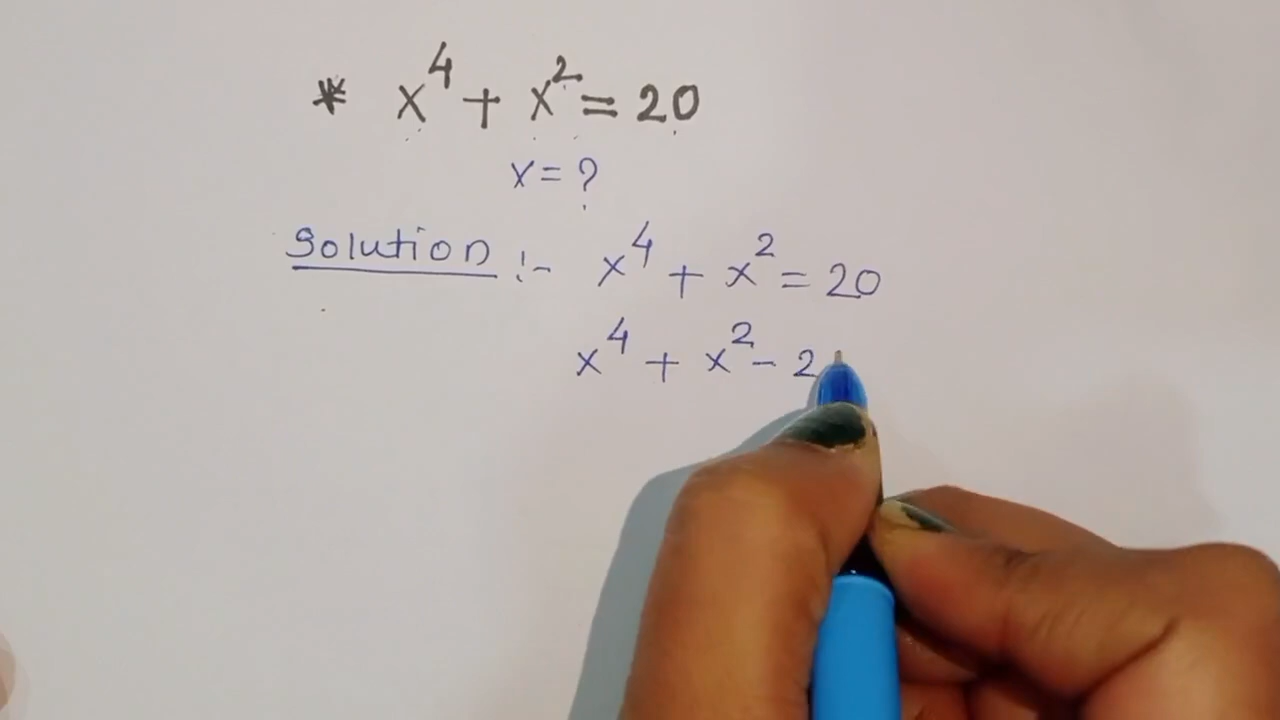 * x⁴ + x² = 20
x = ?
Solution :- x⁴ + x² = 20
x⁴ + x² - 2